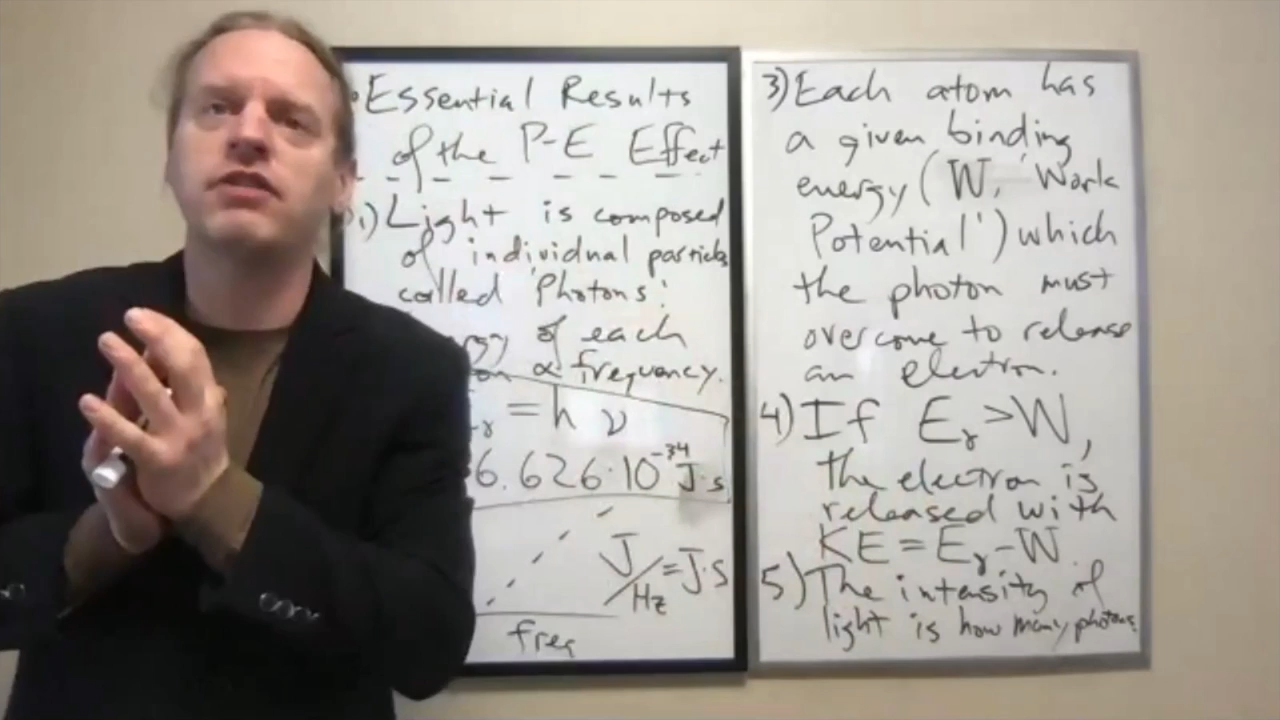 Essential Results
of the P-E Effect
1.) Light is composed
of individual particles
called 'Photons'.
of each
∝ frequency.
= h ν
6.626·10⁻³⁴ J·s
J/Hz = J·s
freq
3) Each atom has
a given binding
energy (W, 'Work
Potential') which
the photon must
overcome to release
an electron.
4) If Eᵧ > W,
the electron is
released with
KE = Eᵧ - W
5) The intensity of
light is how many photons.